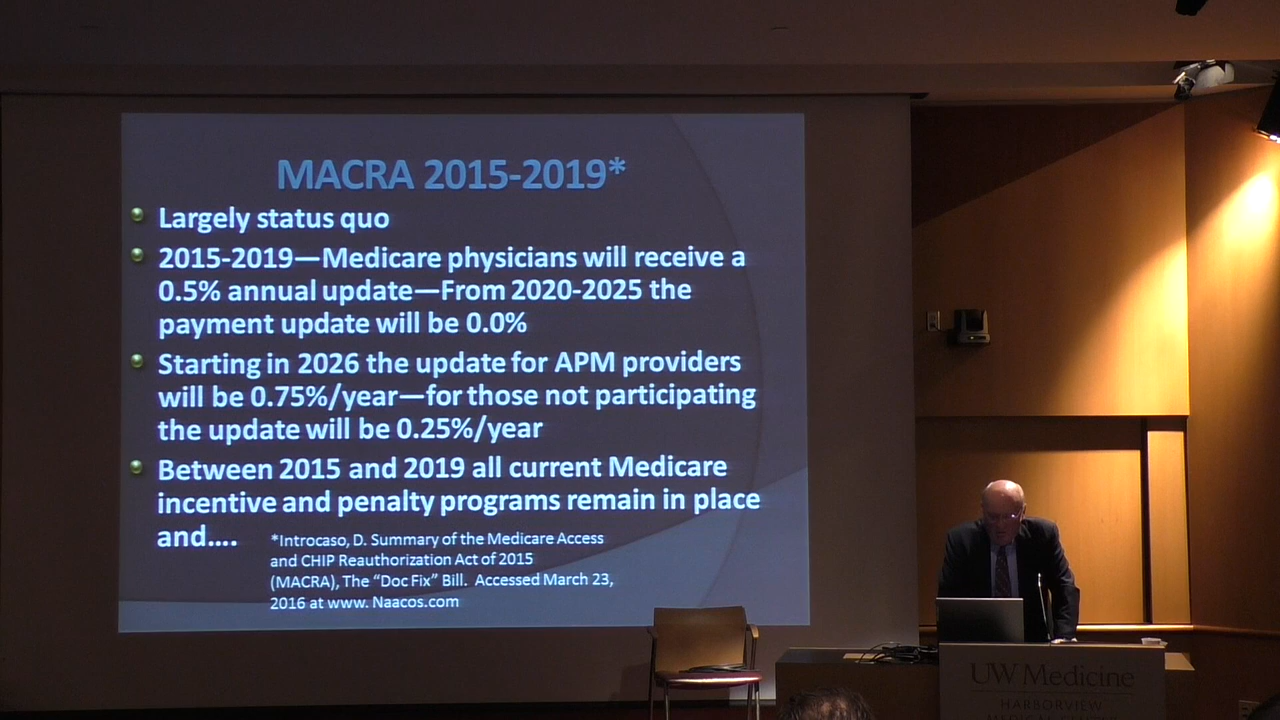 MACRA 2015-2019*
Largely status quo
2015-2019—Medicare physicians will receive a
0.5% annual update—From 2020-2025 the
payment update will be 0.0%
Starting in 2026 the update for APM providers
will be 0.75%/year—for those not participating
the update will be 0.25%/year
Between 2015 and 2019 all current Medicare
incentive and penalty programs remain in place
and....
*Introcaso, D. Summary of the Medicare Access
and CHIP Reauthorization Act of 2015
(MACRA), The “Doc Fix” Bill. Accessed March 23,
2016 at www. Naacos.com
UW Medicine
HARBORVIEW